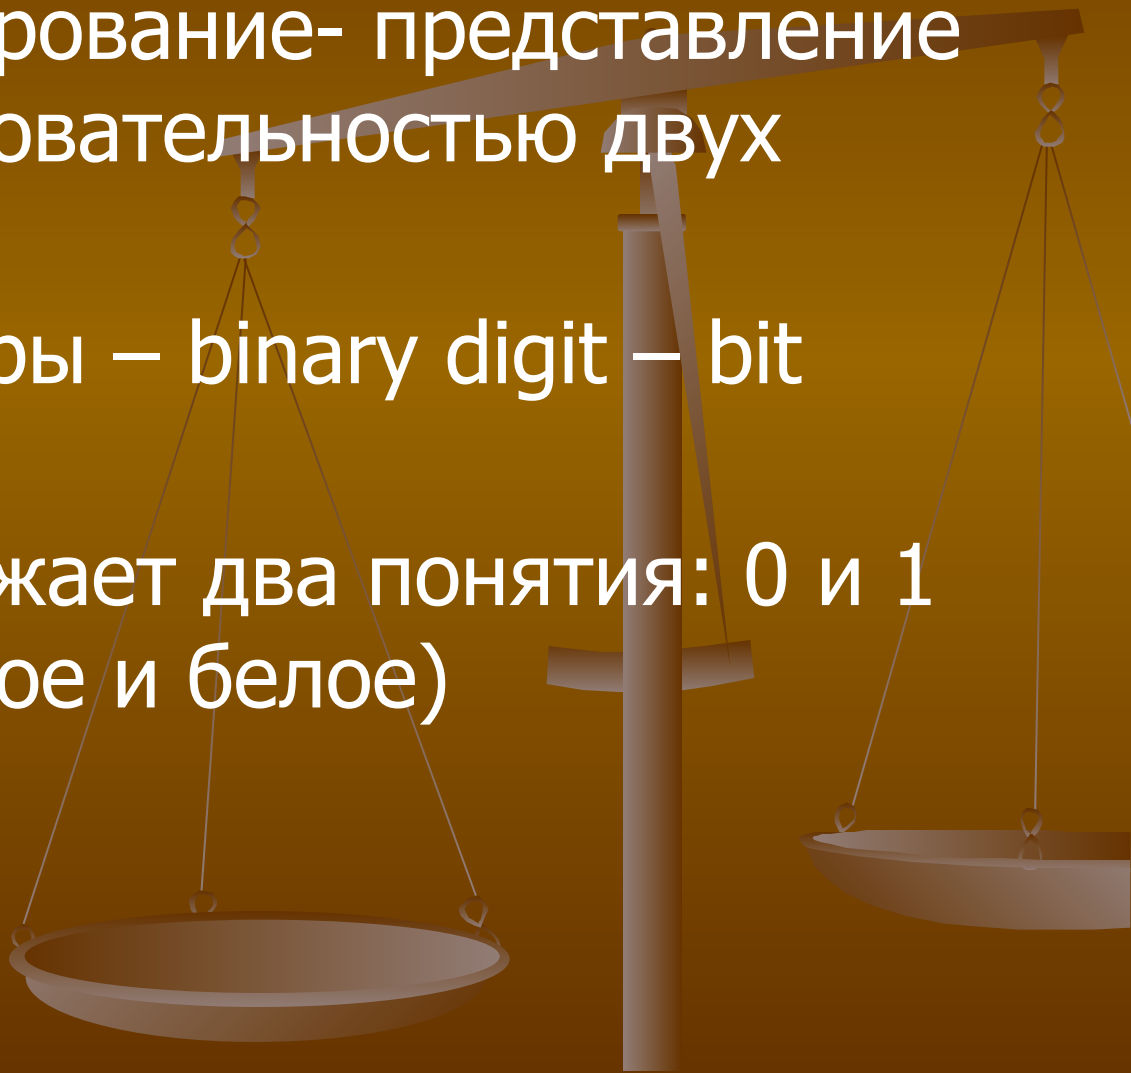 рование- представление
овательностью двух
ры – binary digit – bit
жает два понятия: 0 и 1
ое и белое)